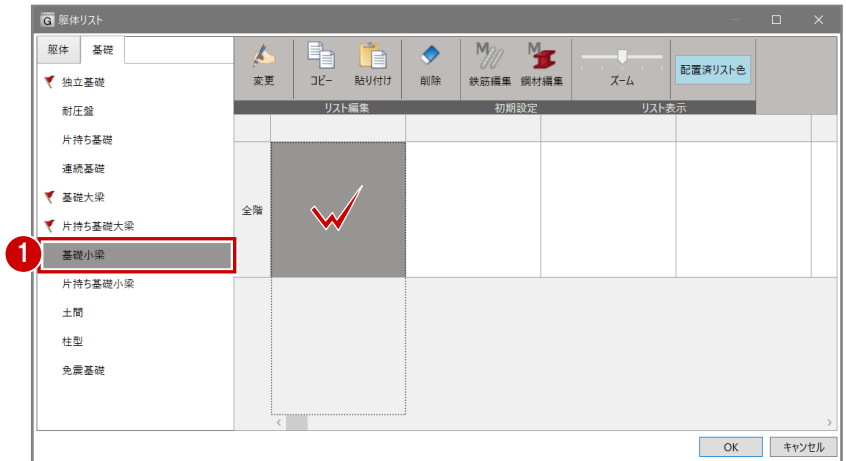 G 躯体リスト
躯体 基礎
変更 コピー 貼り付け 削除 鉄筋編集 鋼材編集 ズーム 配置済リスト色
リスト編集 初期設定 リスト表示
独立基礎
耐圧盤
片持ち基礎
連続基礎
基礎大梁
片持ち基礎大梁
1 基礎小梁
片持ち基礎小梁
土間
柱型
免震基礎
全階
OK キャンセル